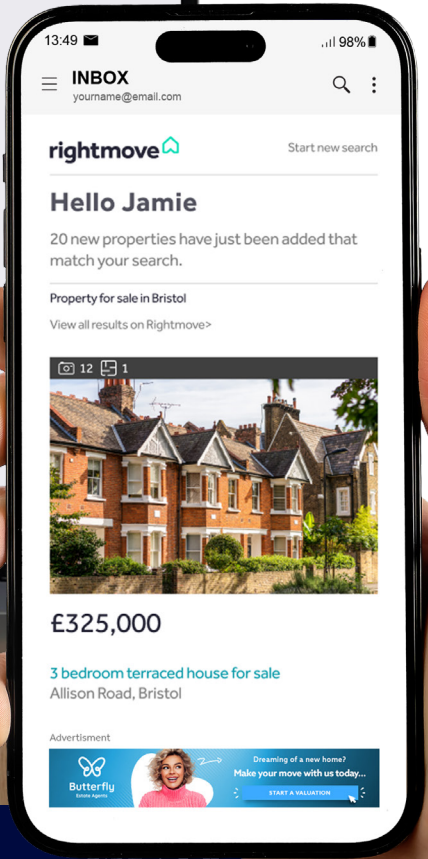 13:49
98%
INBOX
yourname@email.com
rightmove
Start new search
Hello Jamie
20 new properties have just been added that
match your search.
Property for sale in Bristol
View all results on Rightmove>
12 1
£325,000
3 bedroom terraced house for sale
Allison Road, Bristol
Advertisment
Butterfly
Estate Agents
Dreaming of a new home?
Make your move with us today...
START A VALUATION